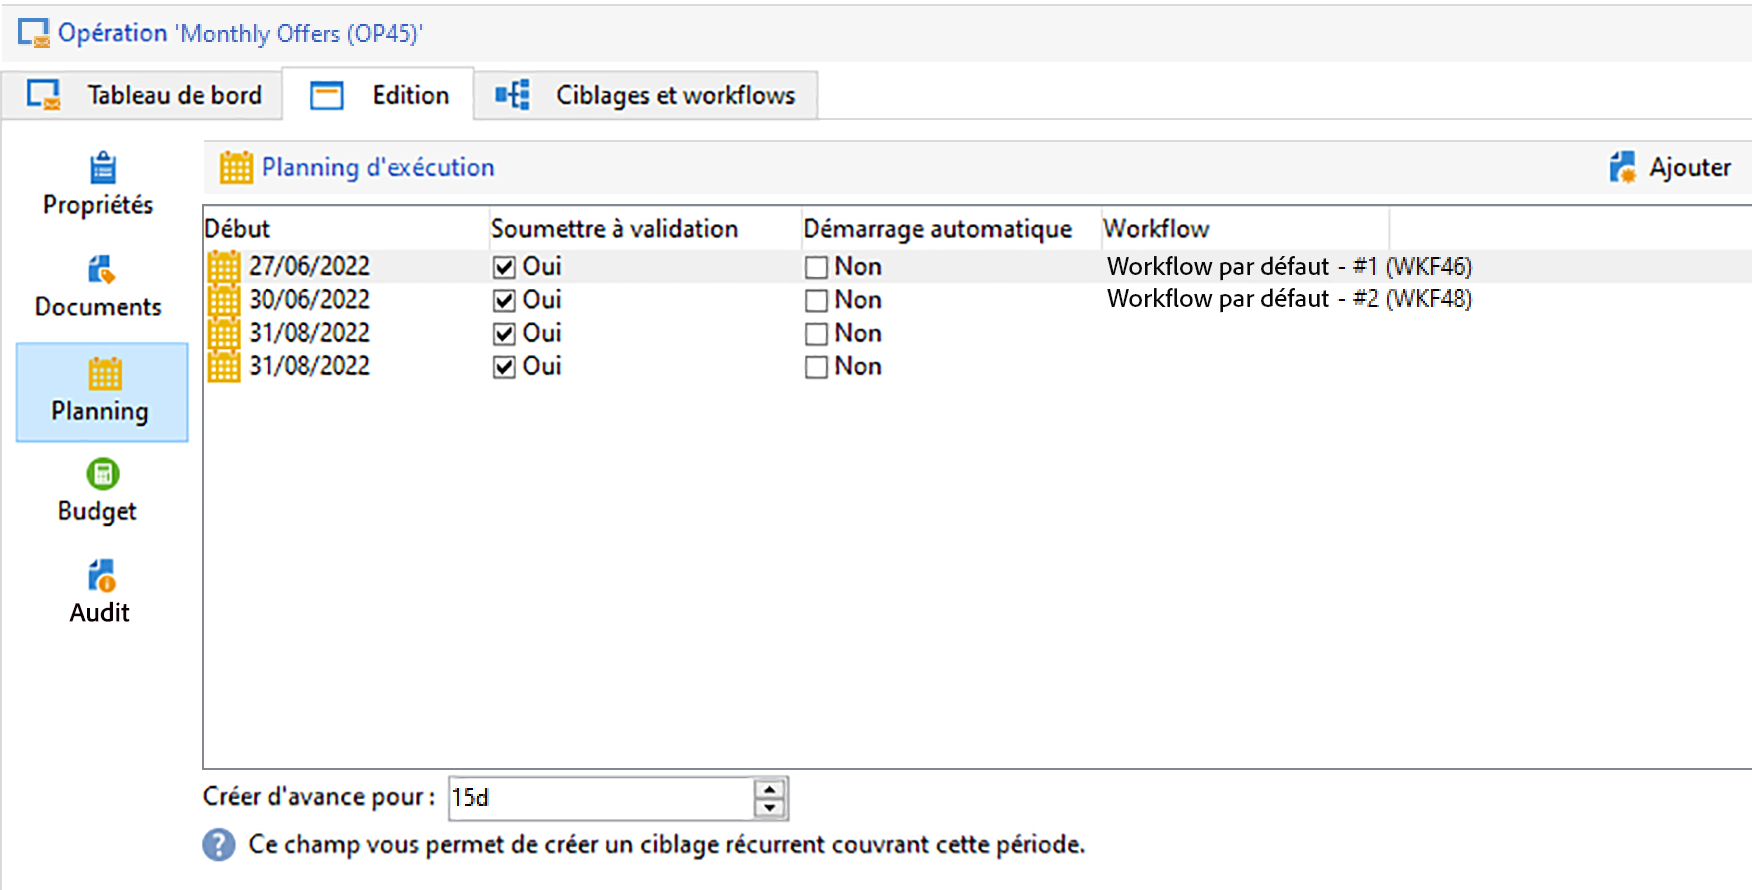 Opération 'Monthly Offers (OP45)'
Tableau de bord Edition Ciblages et workflows
Propriétés
Documents
Planning
Budget
Audit
Planning d'exécution Ajouter
Début Soumettre à validation Démarrage automatique Workflow
27/06/2022 Oui Non Workflow par défaut - #1 (WKF46)
30/06/2022 Oui Non Workflow par défaut - #2 (WKF48)
31/08/2022 Oui Non
31/08/2022 Oui Non
Créer d'avance pour : 15d
? Ce champ vous permet de créer un ciblage récurrent couvrant cette période.